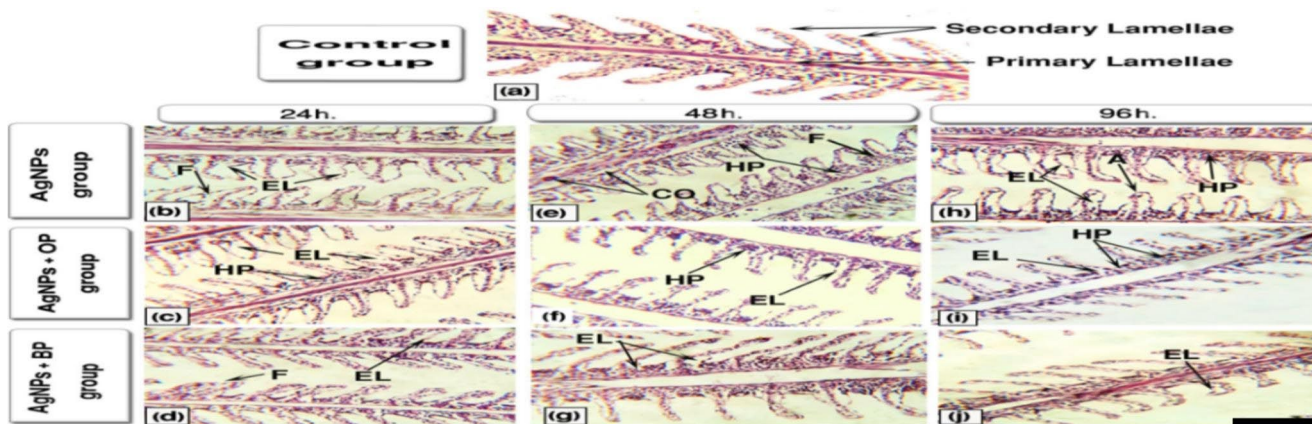 Control
group
Secondary Lamellae
Primary Lamellae
(a)
24h.
48h.
96h.
AgNPs
group
F
EL
(b)
F
HP
CO
(e)
A
EL
HP
(h)
AgNPs + OP
group
EL
HP
(c)
HP
EL
(f)
HP
EL
(i)
AgNPs + BP
group
F
EL
(d)
EL
(g)
EL
(j)